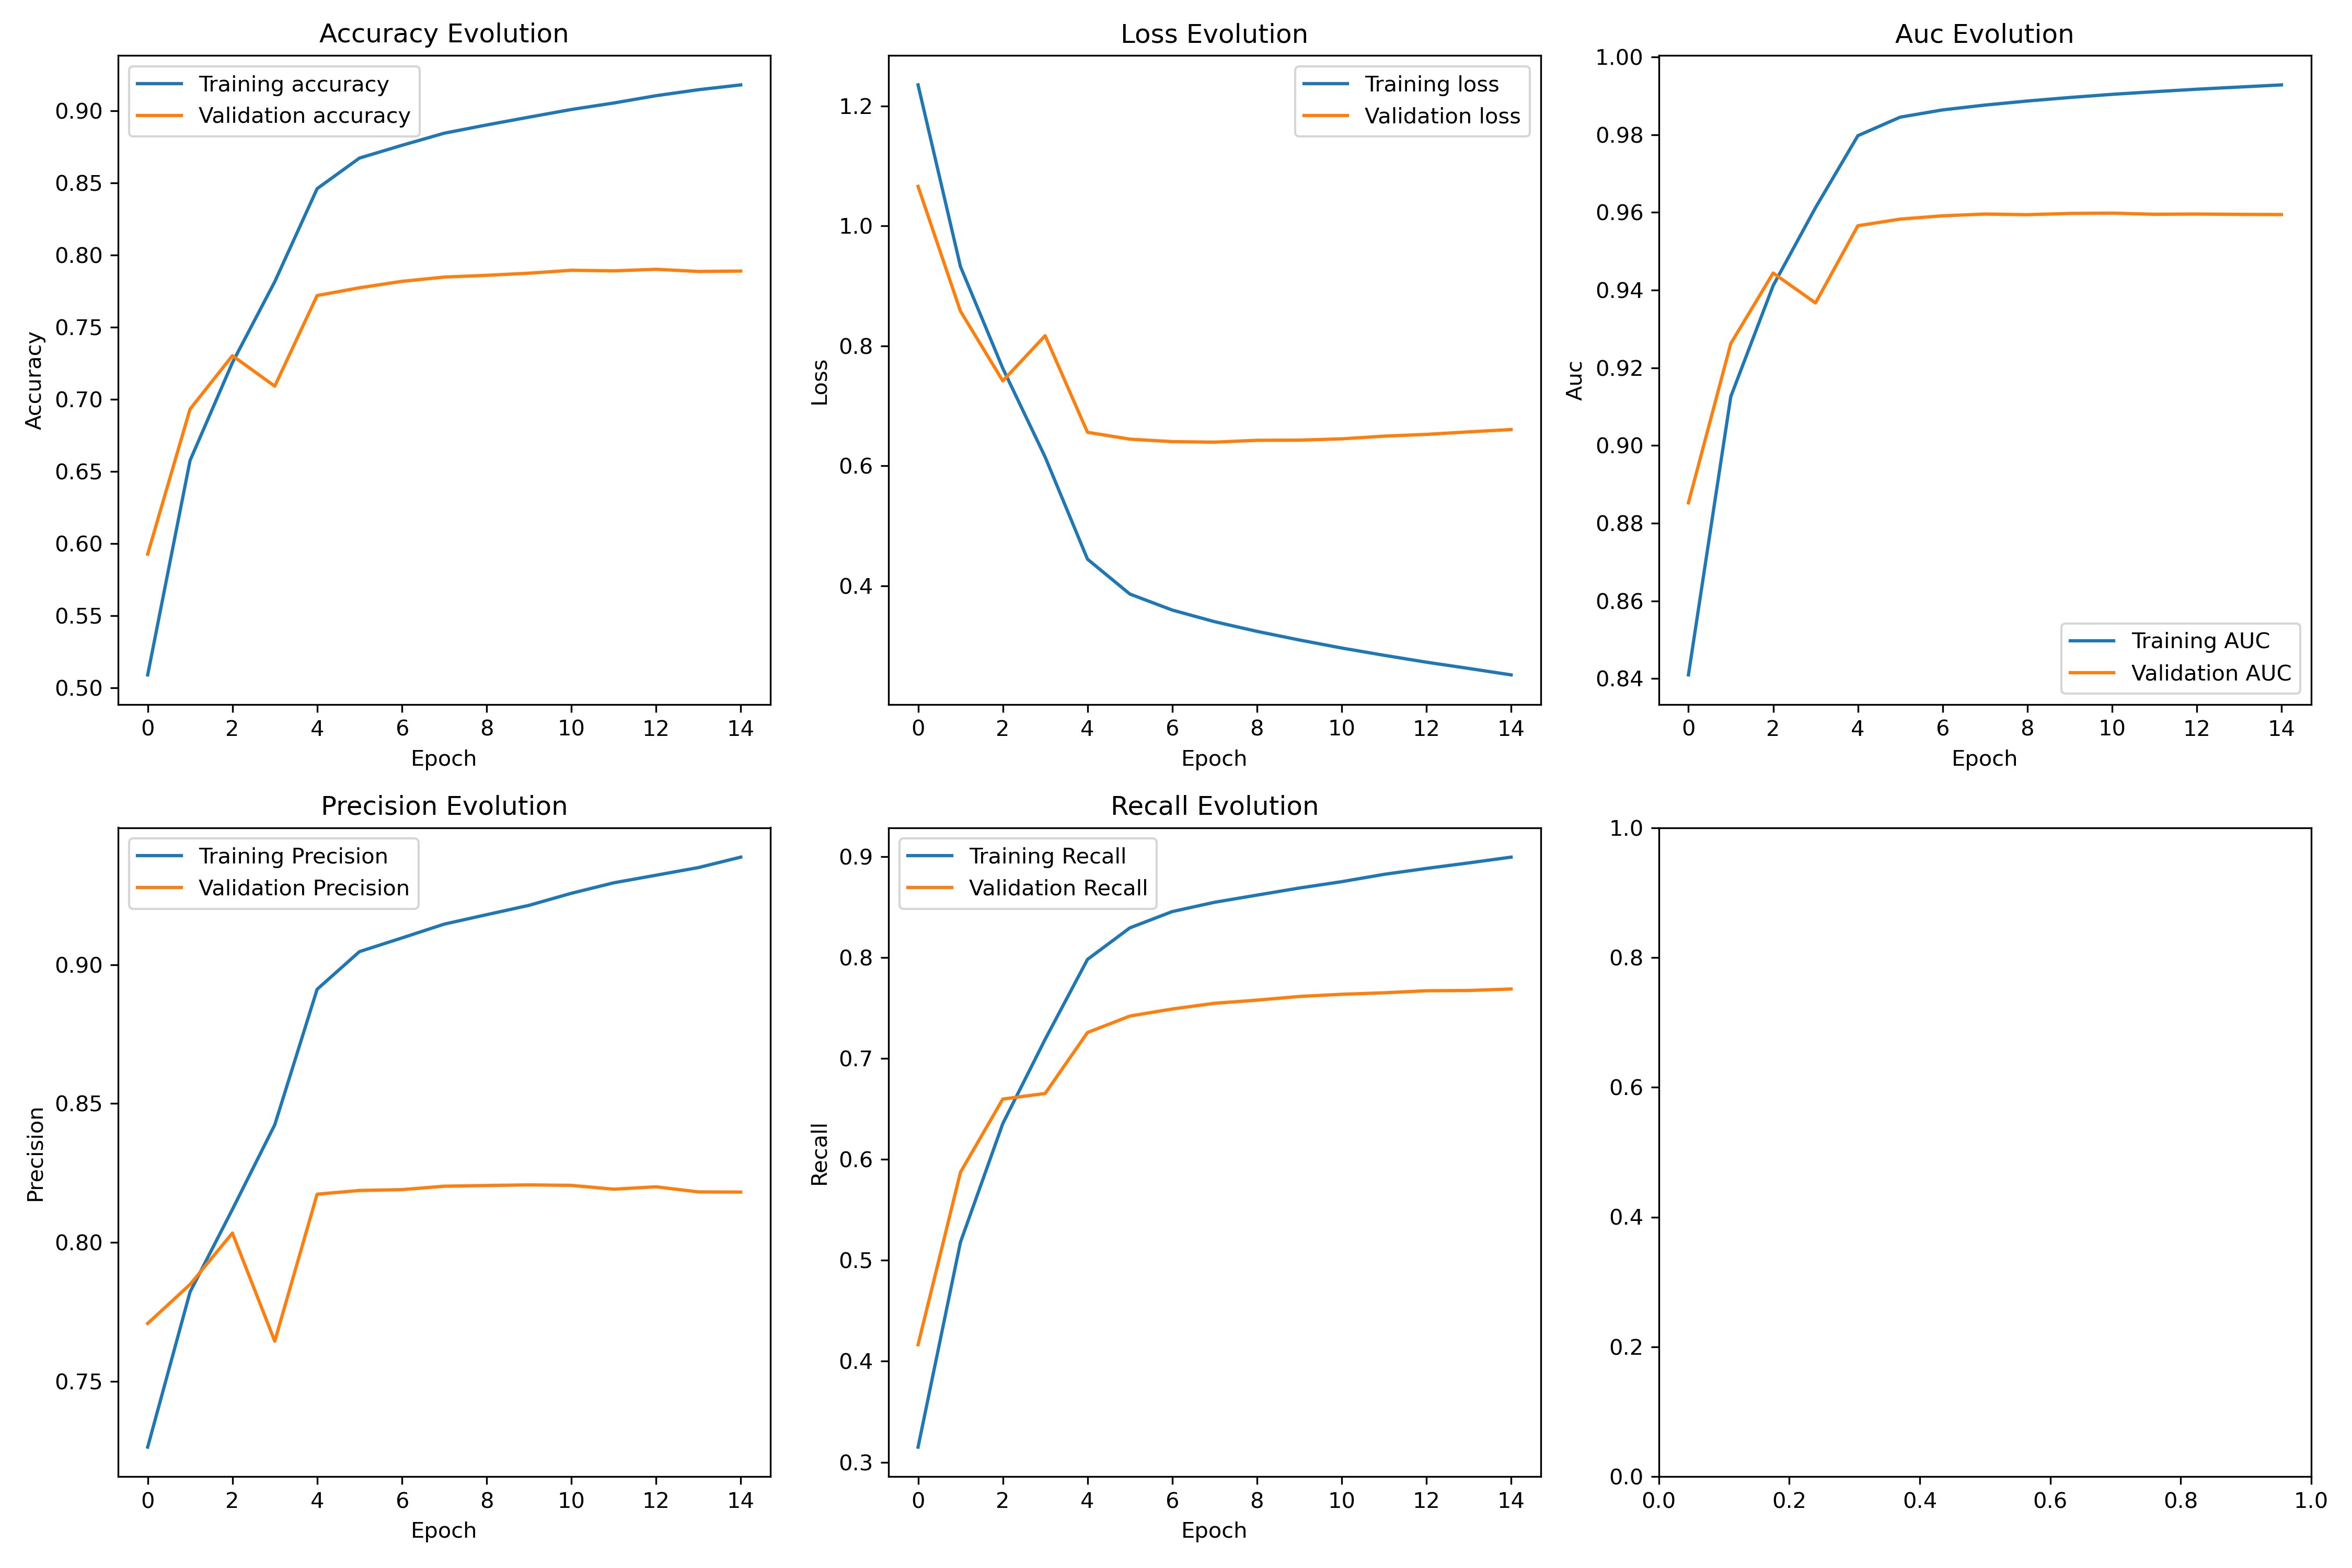 Accuracy Evolution
Training accuracy
Validation accuracy
0.90
0.85
0.80
0.75
0.70
0.65
0.60
0.55
0.50
Accuracy
0 2 4 6 8 10 12 14
Epoch
Loss Evolution
Training loss
Validation loss
1.2
1.0
0.8
0.6
0.4
Loss
0 2 4 6 8 10 12 14
Epoch
Auc Evolution
1.00
0.98
0.96
0.94
0.92
0.90
0.88
0.86
0.84
Auc
Training AUC
Validation AUC
0 2 4 6 8 10 12 14
Epoch
Precision Evolution
Training Precision
Validation Precision
0.90
0.85
0.80
0.75
Precision
0 2 4 6 8 10 12 14
Epoch
Recall Evolution
Training Recall
Validation Recall
0.9
0.8
0.7
0.6
0.5
0.4
0.3
Recall
0 2 4 6 8 10 12 14
Epoch
1.0
0.8
0.6
0.4
0.2
0.0
0.0 0.2 0.4 0.6 0.8 1.0